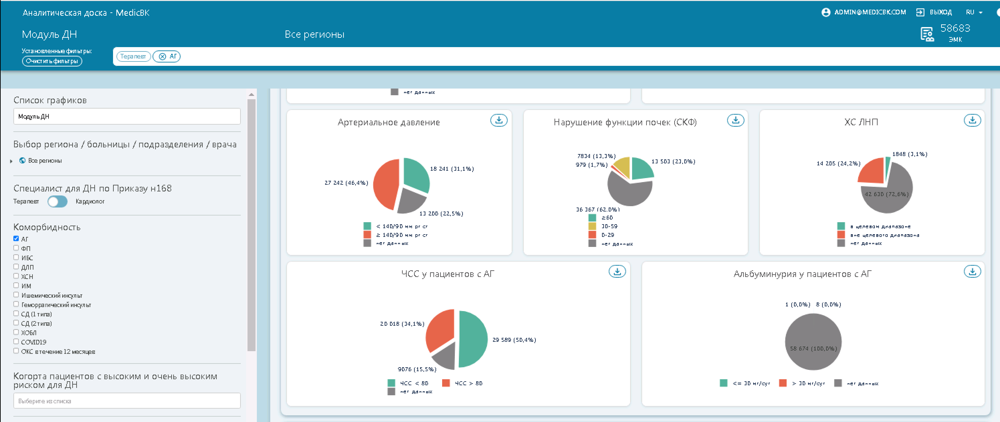 Аналитическая доска - MedicBK
ADMIN@MEDICBK.COM ВЫХОД RU
Модуль ДН
Все регионы
58683
ЭМК
Установленные фильтры:
Очистить фильтры
Терапевт АГ
Список графиков
Модуль ДН
Выбор региона / больницы / подразделения / врача
Все регионы
Специалист для ДН по Приказу н168
Терапевт Кардиолог
Коморбидность
АГ
ФП
ИБС
ДЛП
ХСН
ИМ
Ишемический инсульт
Геморрагический инсульт
СД (1 типа)
СД (2 типа)
ХОБЛ
COVID19
ОКС в течение 12 месяцев
Когорта пациентов с высоким и очень высоким
риском для ДН
Выберите из списка
нет данных
Артериальное давление
18 241 (31,1%)
27 242 (46,4%)
13 200 (22,5%)
< 140/90 мм рт ст
≥ 140/90 мм рт ст
нет данных
Нарушение функции почек (СКФ)
7834 (13,3%)
979 (1,7%)
13 503 (23,0%)
36 367 (62,0%)
≥60
30-59
0-29
нет данных
ХС ЛНП
1848 (3,1%)
14 205 (24,2%)
42 630 (72,6%)
в целевом диапазоне
вне целевого диапазона
нет данных
ЧСС у пациентов с АГ
20 018 (34,1%)
29 589 (50,4%)
9076 (15,5%)
ЧСС < 80 ЧСС > 80
нет данных
Альбуминурия у пациентов с АГ
1 (0,0%) 8 (0,0%)
58 674 (100,0%)
<= 30 мг/сут > 30 мг/сут нет данных